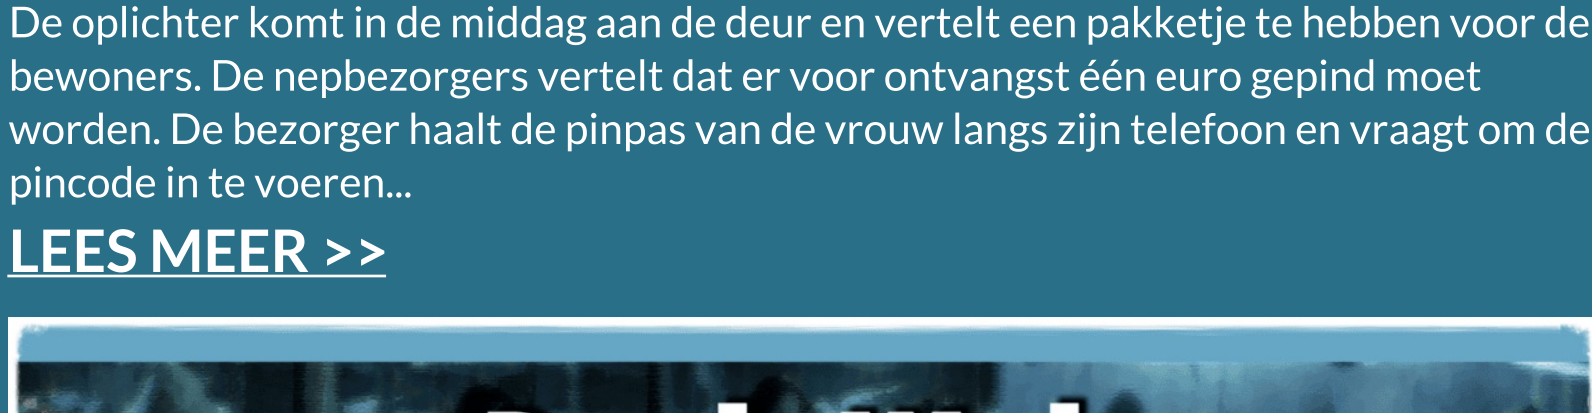 De oplichter komt in de middag aan de deur en vertelt een pakketje te hebben voor de
bewoners. De nepbezorgers vertelt dat er voor ontvangst één euro gepind moet
worden. De bezorger haalt de pinpas van de vrouw langs zijn telefoon en vraagt om de
pincode in te voeren...
LEES MEER >>